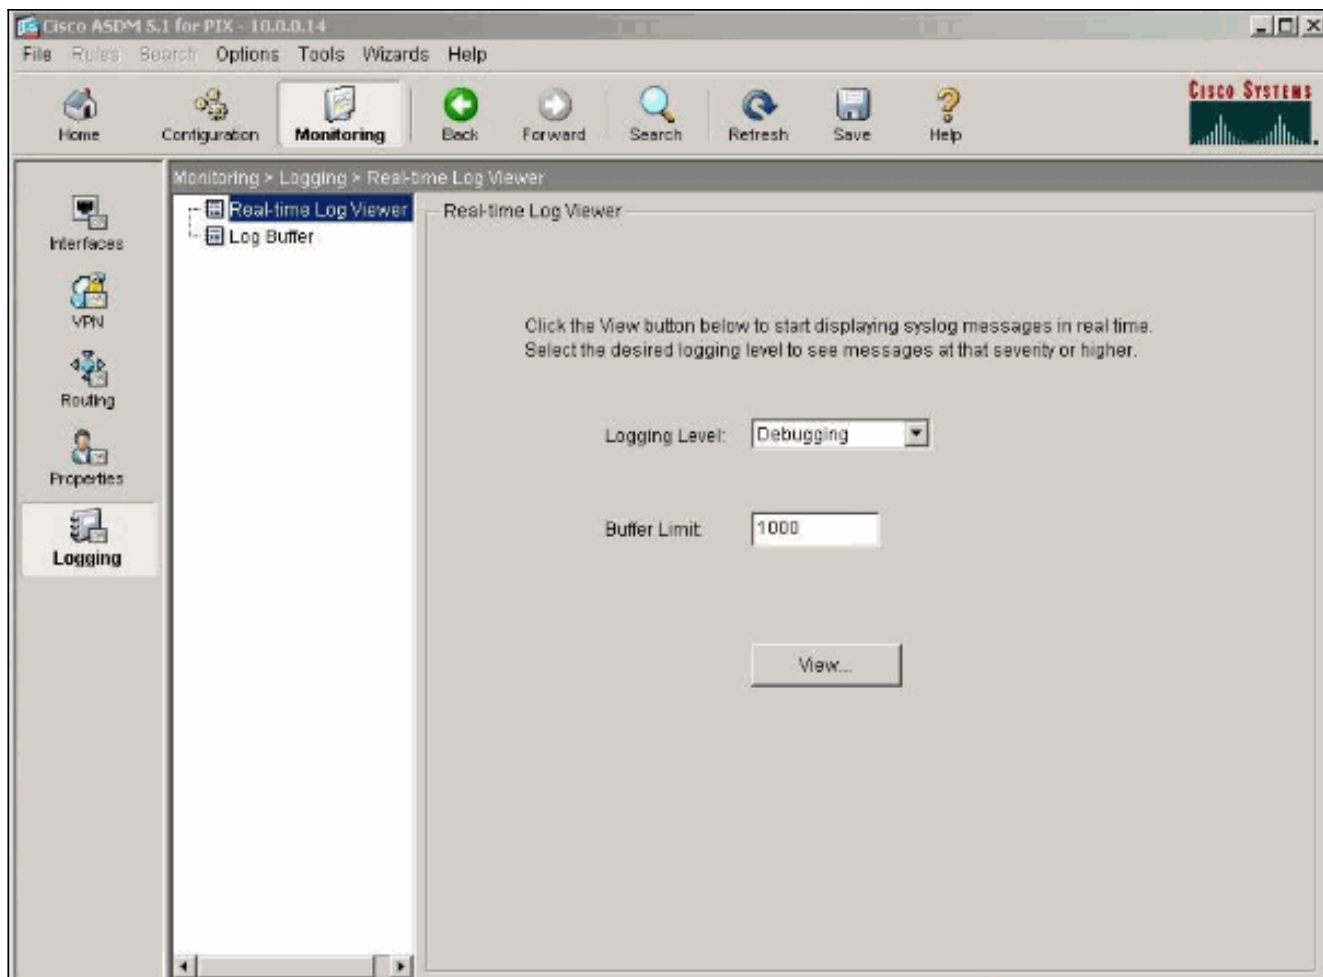 Cisco ASDM 5.1 for PIX - 10.0.0.14
File Rules Search Options Tools Wizards Help
Home Configuration Monitoring Back Forward Search Refresh Save Help
CISCO SYSTEMS
Monitoring > Logging > Real-time Log Viewer
Interfaces
VPN
Routing
Properties
Logging
Real-time Log Viewer
Log Buffer
Real-time Log Viewer
Click the View button below to start displaying syslog messages in real time.
Select the desired logging level to see messages at that severity or higher.
Logging Level: Debugging
Buffer Limit: 1000
View...